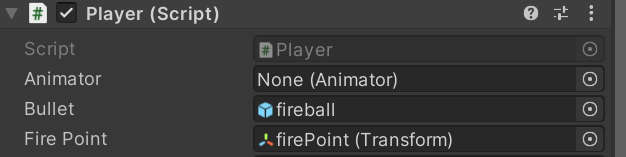 Player (Script)
Script Player
Animator None (Animator)
Bullet fireball
Fire Point firePoint (Transform)